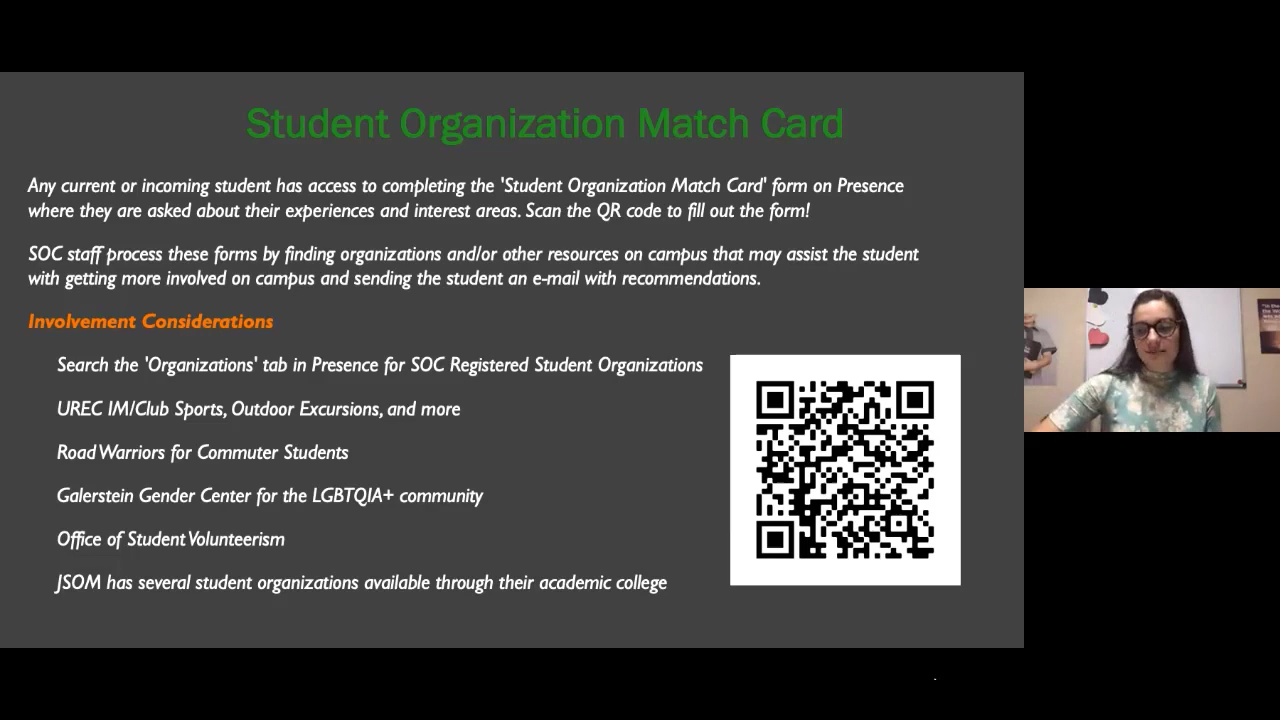 Student Organization Match Card
Any current or incoming student has access to completing the 'Student Organization Match Card' form on Presence
where they are asked about their experiences and interest areas. Scan the QR code to fill out the form!
SOC staff process these forms by finding organizations and/or other resources on campus that may assist the student
with getting more involved on campus and sending the student an e-mail with recommendations.
Involvement Considerations
Search the 'Organizations' tab in Presence for SOC Registered Student Organizations
UREC IM/Club Sports, Outdoor Excursions, and more
Road Warriors for Commuter Students
Galerstein Gender Center for the LGBTQIA+ community
Office of Student Volunteerism
JSOM has several student organizations available through their academic college